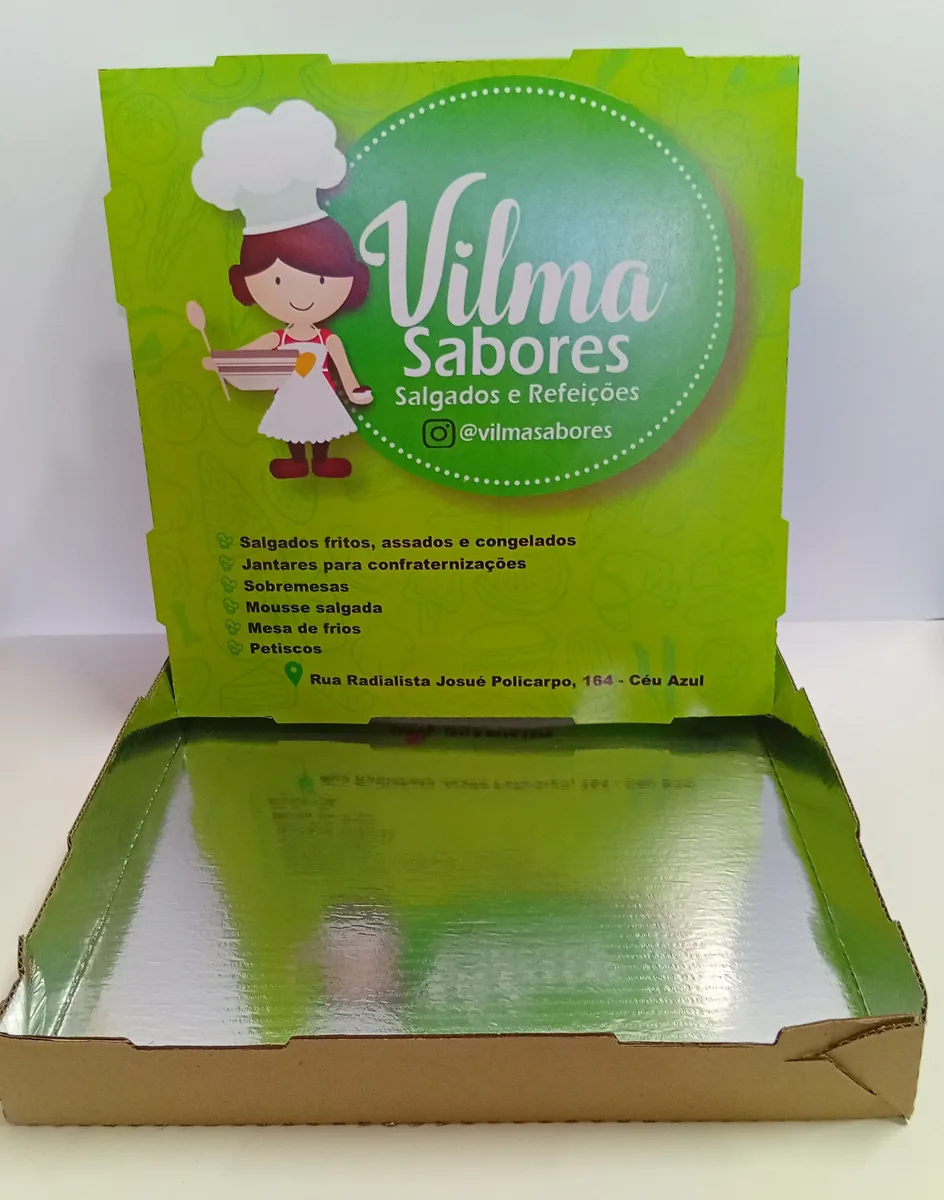 Vilma
Sabores
Salgados e Refeições
@vilmasabores
Salgados fritos, assados e congelados
Jantares para confraternizações
Sobremesas
Mousse salgada
Mesa de frios
Petiscos
Rua Radialista Josué Policarpo, 164 - Céu Azul